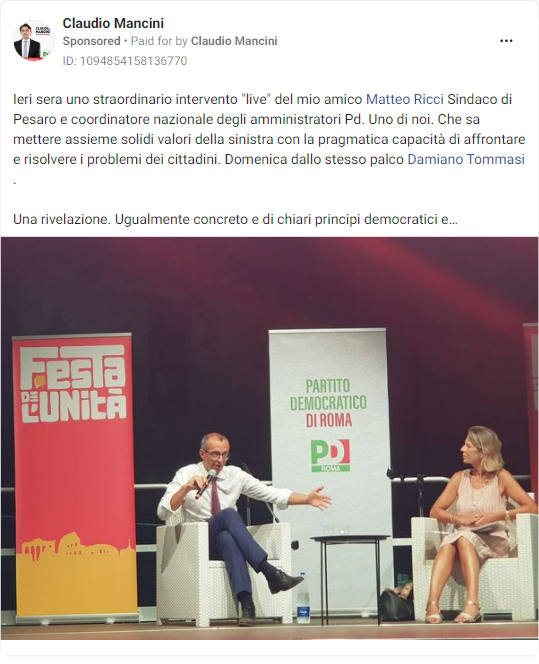 Claudio Mancini
Sponsored • Paid for by Claudio Mancini
ID: 1094854158136770
Ieri sera uno straordinario intervento "live" del mio amico Matteo Ricci Sindaco di
Pesaro e coordinatore nazionale degli amministratori Pd. Uno di noi. Che sa
mettere assieme solidi valori della sinistra con la pragmatica capacità di affrontare
e risolvere i problemi dei cittadini. Domenica dallo stesso palco Damiano Tommasi
.
Una rivelazione. Ugualmente concreto e di chiari principi democratici e...
FESTA
DE
L'UNITÀ
PARTITO
DEMOCRATICO
DI ROMA
PD
ROMA